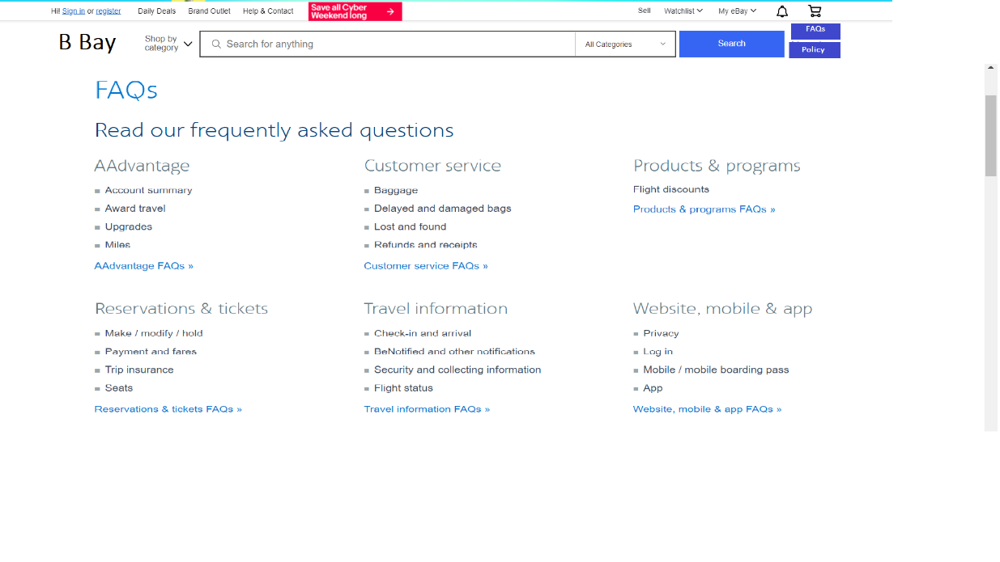 Hi! Sign in or register Daily Deals Brand Outlet Help & Contact Save all Cyber Weekend long Sell Watchlist My eBay
B Bay Shop by category Search for anything All Categories Search FAQs
Policy
FAQs
Read our frequently asked questions
AAdvantage
Account summary
Award travel
Upgrades
Miles
AAdvantage FAQs »
Customer service
Baggage
Delayed and damaged bags
Lost and found
Refunds and receipts
Customer service FAQs »
Products & programs
Flight discounts
Products & programs FAQs »
Reservations & tickets
Make / modify / hold
Payment and fares
Trip insurance
Seats
Reservations & tickets FAQs »
Travel information
Check-in and arrival
BeNotified and other notifications
Security and collecting information
Flight status
Travel information FAQs »
Website, mobile & app
Privacy
Log in
Mobile / mobile boarding pass
App
Website, mobile & app FAQs »